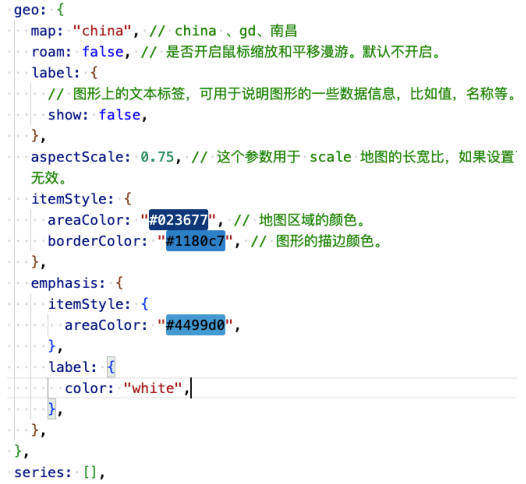 geo: {
map: "china", // china 、gd、南昌
roam: false, // 是否开启鼠标缩放和平移漫游。默认不开启。
label: {
// 图形上的文本标签，可用于说明图形的一些数据信息，比如值，名称等。
show: false,
},
aspectScale: 0.75, // 这个参数用于 scale 地图的长宽比，如果设置
无效。
itemStyle: {
areaColor: "#023677", // 地图区域的颜色。
borderColor: "#1180c7", // 图形的描边颜色。
},
emphasis: {
itemStyle: {
areaColor: "#4499d0",
},
label: {
color: "white",
},
},
},
series: [],